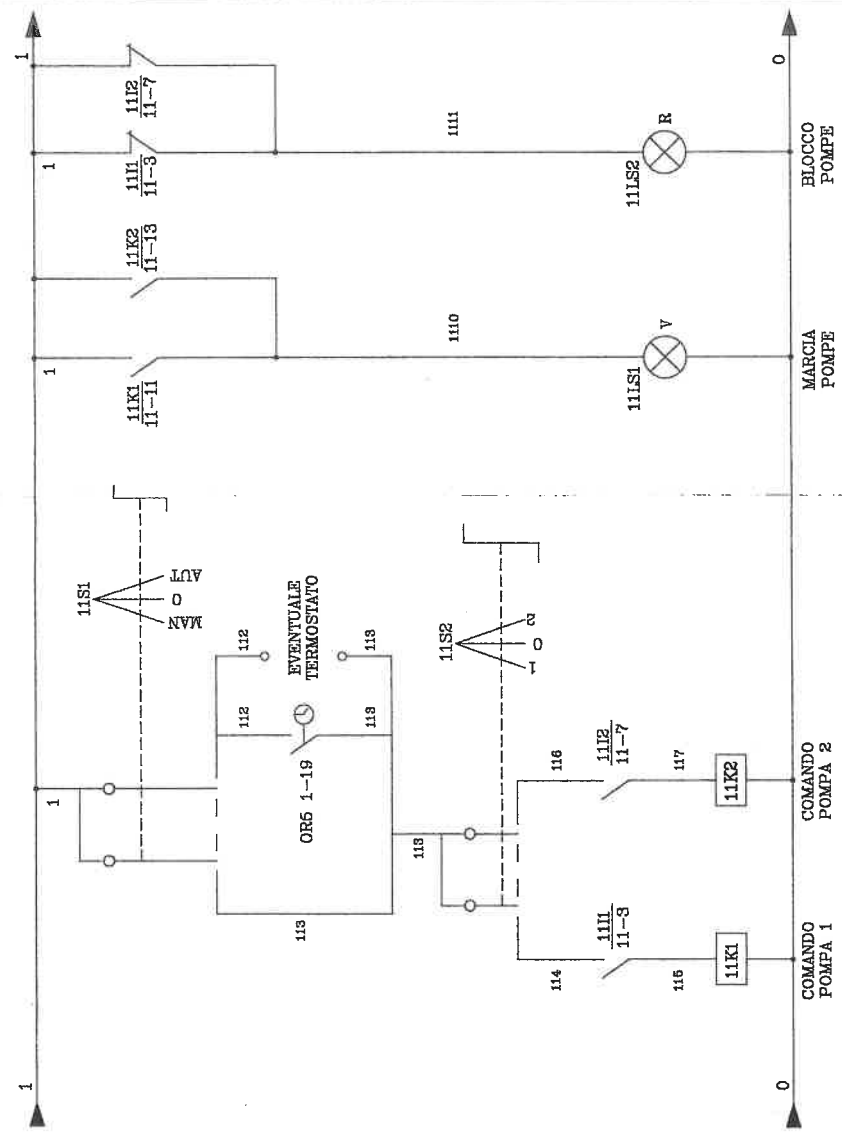 1
1
1
1
11S1
MAN
0
AUT
11K1
11-11
11K2
11-13
11I1
11-3
11I2
11-7
112
112
EVENTUALE
TERMOSTATO
0R5 1-19
113
113
113
113
11S2
1
0
2
114
11I1
11-3
115
11K1
116
11I2
11-7
117
11K2
1110
11LS1
V
1111
11LS2
R
0
0
COMANDO
POMPA 1
COMANDO
POMPA 2
MARCIA
POMPE
BLOCCO
POMPE